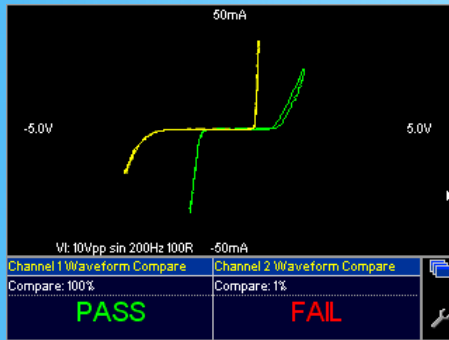 50mA
-5.0V
5.0V
VI: 10Vpp sin 200Hz 100R
-50mA
Channel 1 Waveform Compare
Channel 2 Waveform Compare
Compare: 100%
Compare: 1%
PASS
FAIL